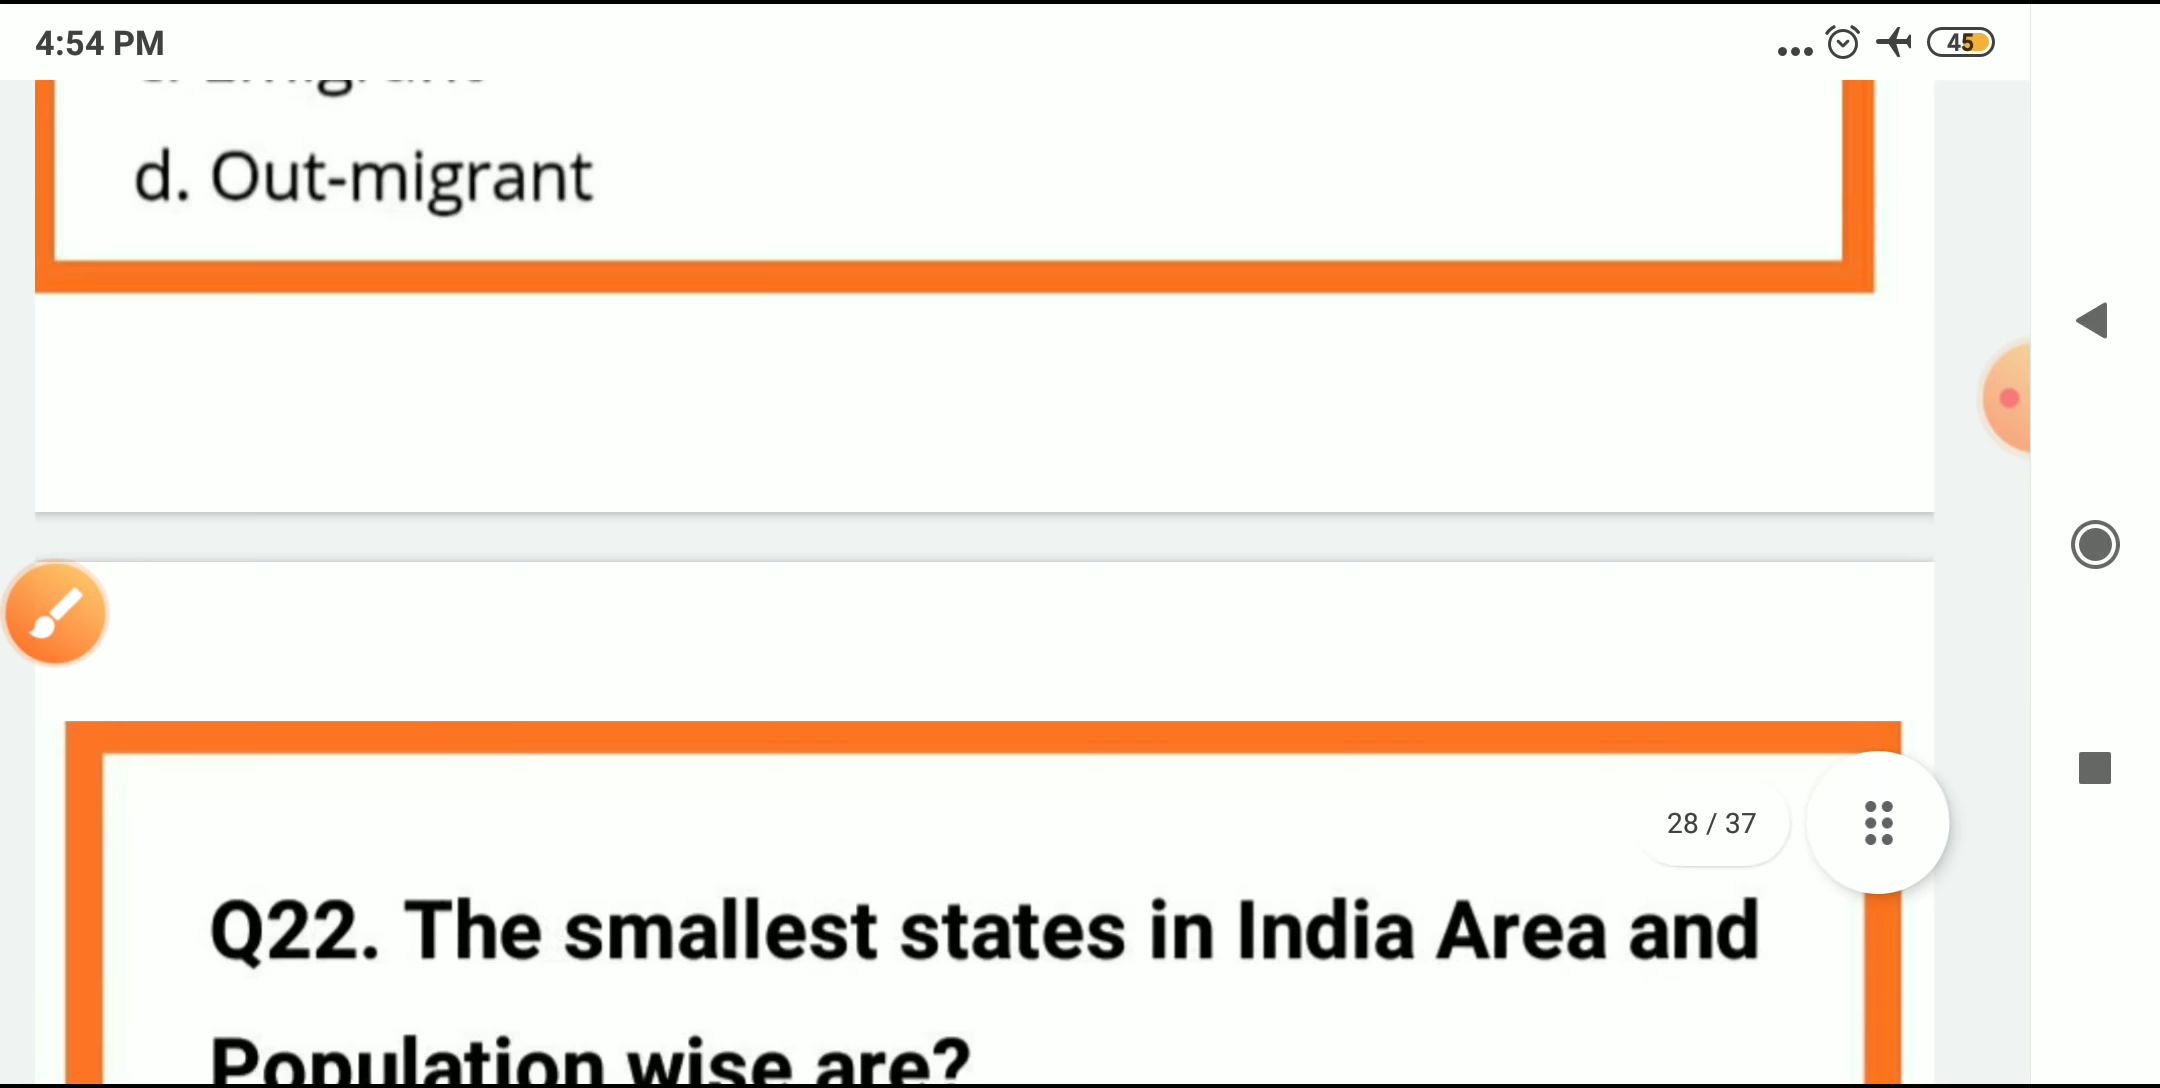 4:54 PM
45
d. Out-migrant
28 / 37
Q22. The smallest states in India Area and
Population wise are?